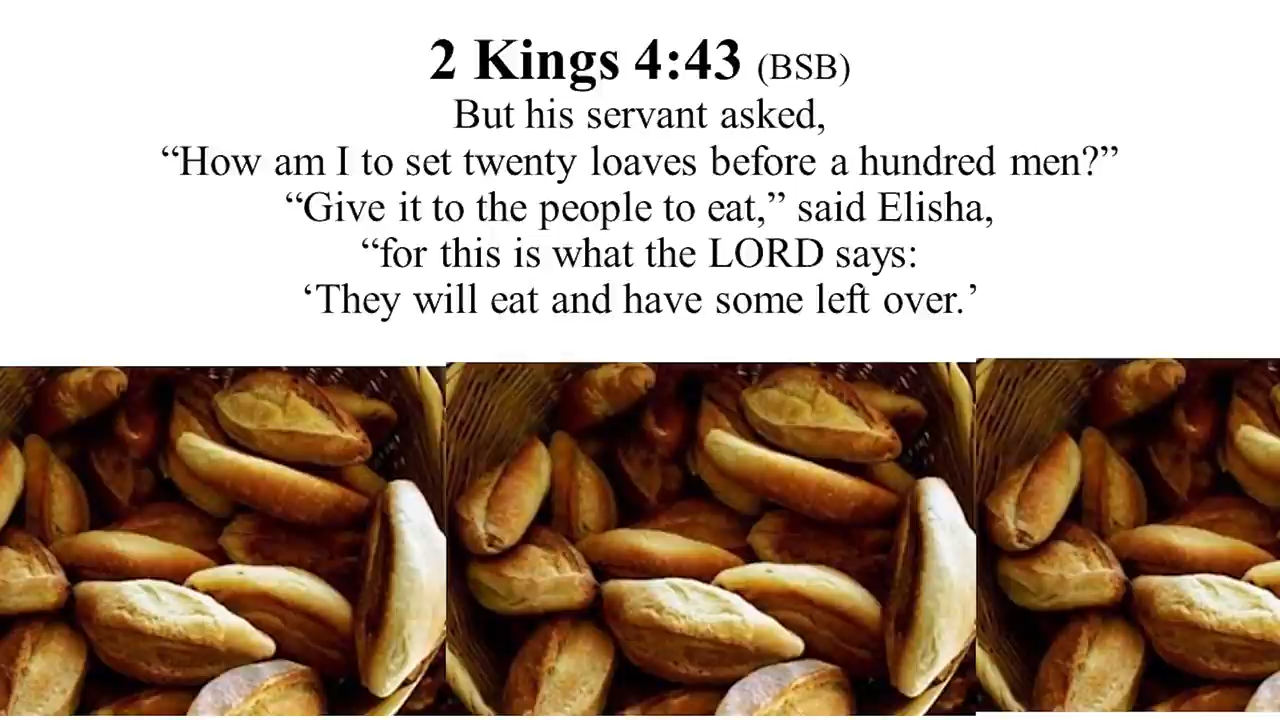 2 Kings 4:43 (BSB)
But his servant asked,
“How am I to set twenty loaves before a hundred men?”
“Give it to the people to eat,” said Elisha,
“for this is what the LORD says:
‘They will eat and have some left over.’